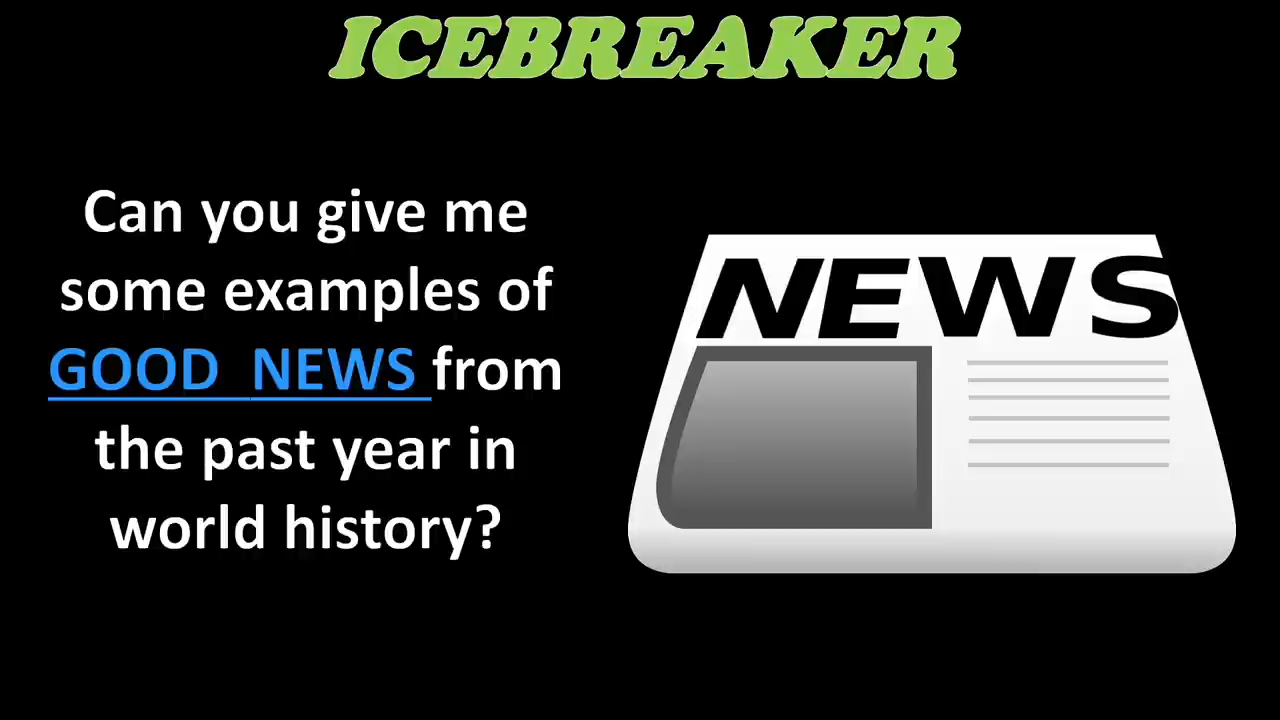 ICEBREAKER
Can you give me
some examples of
GOOD NEWS from
the past year in
world history?
NEWS